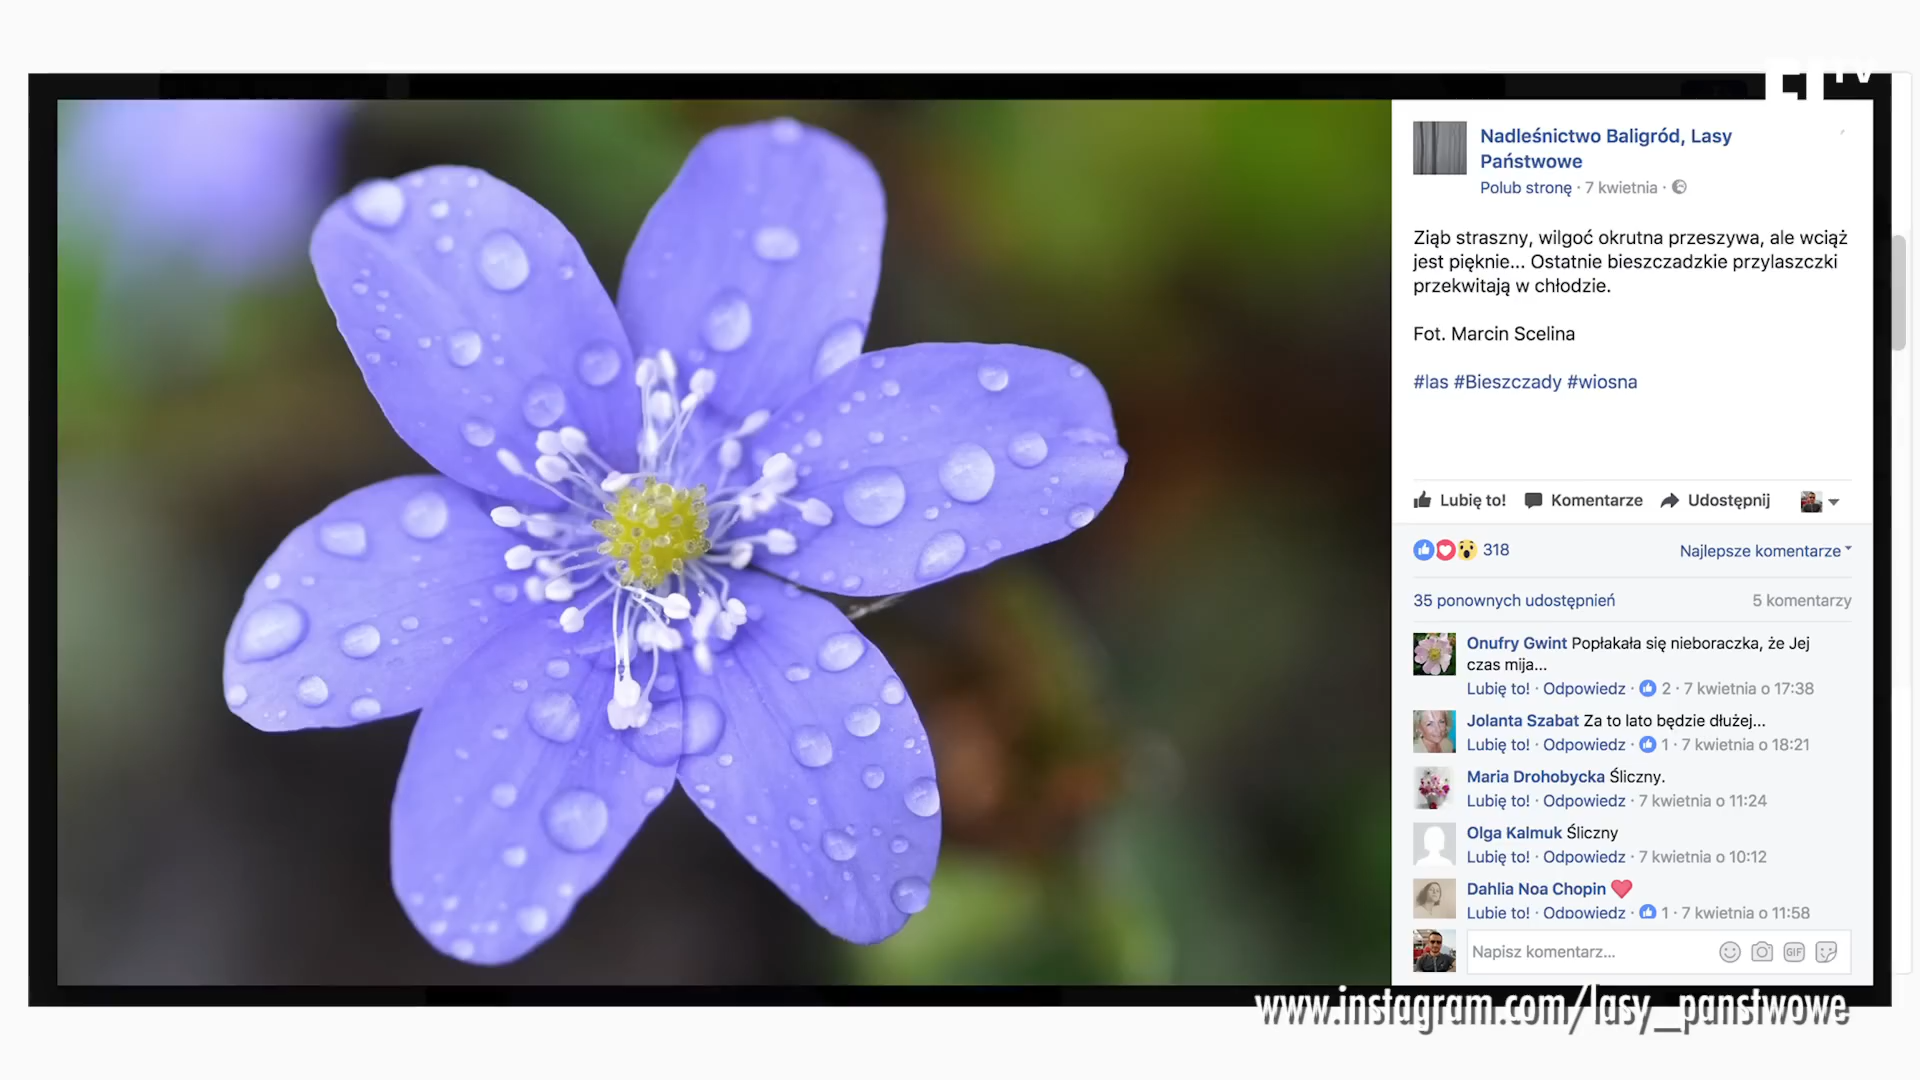 TV
Nadleśnictwo Baligród, Lasy
Państwowe
Polub stronę · 7 kwietnia ·
Ziąb straszny, wilgoć okrutna przeszywa, ale wciąż
jest pięknie... Ostatnie bieszczadzkie przylaszczki
przekwitają w chłodzie.
Fot. Marcin Scelina
#las #Bieszczady #wiosna
Lubię to! Komentarze Udostępnij
318 Najlepsze komentarze
35 ponownych udostępnień 5 komentarzy
Onufry Gwint Popłakała się nieboraczka, że Jej
czas mija...
Lubię to! · Odpowiedz · 2 · 7 kwietnia o 17:38
Jolanta Szabat Za to lato będzie dłużej...
Lubię to! · Odpowiedz · 1 · 7 kwietnia o 18:21
Maria Drohobycka Śliczny.
Lubię to! · Odpowiedz · 7 kwietnia o 11:24
Olga Kalmuk Śliczny
Lubię to! · Odpowiedz · 7 kwietnia o 10:12
Dahlia Noa Chopin
Lubię to! · Odpowiedz · 1 · 7 kwietnia o 11:58
Napisz komentarz... GIF
www.instagram.com/lasy_panstwowe